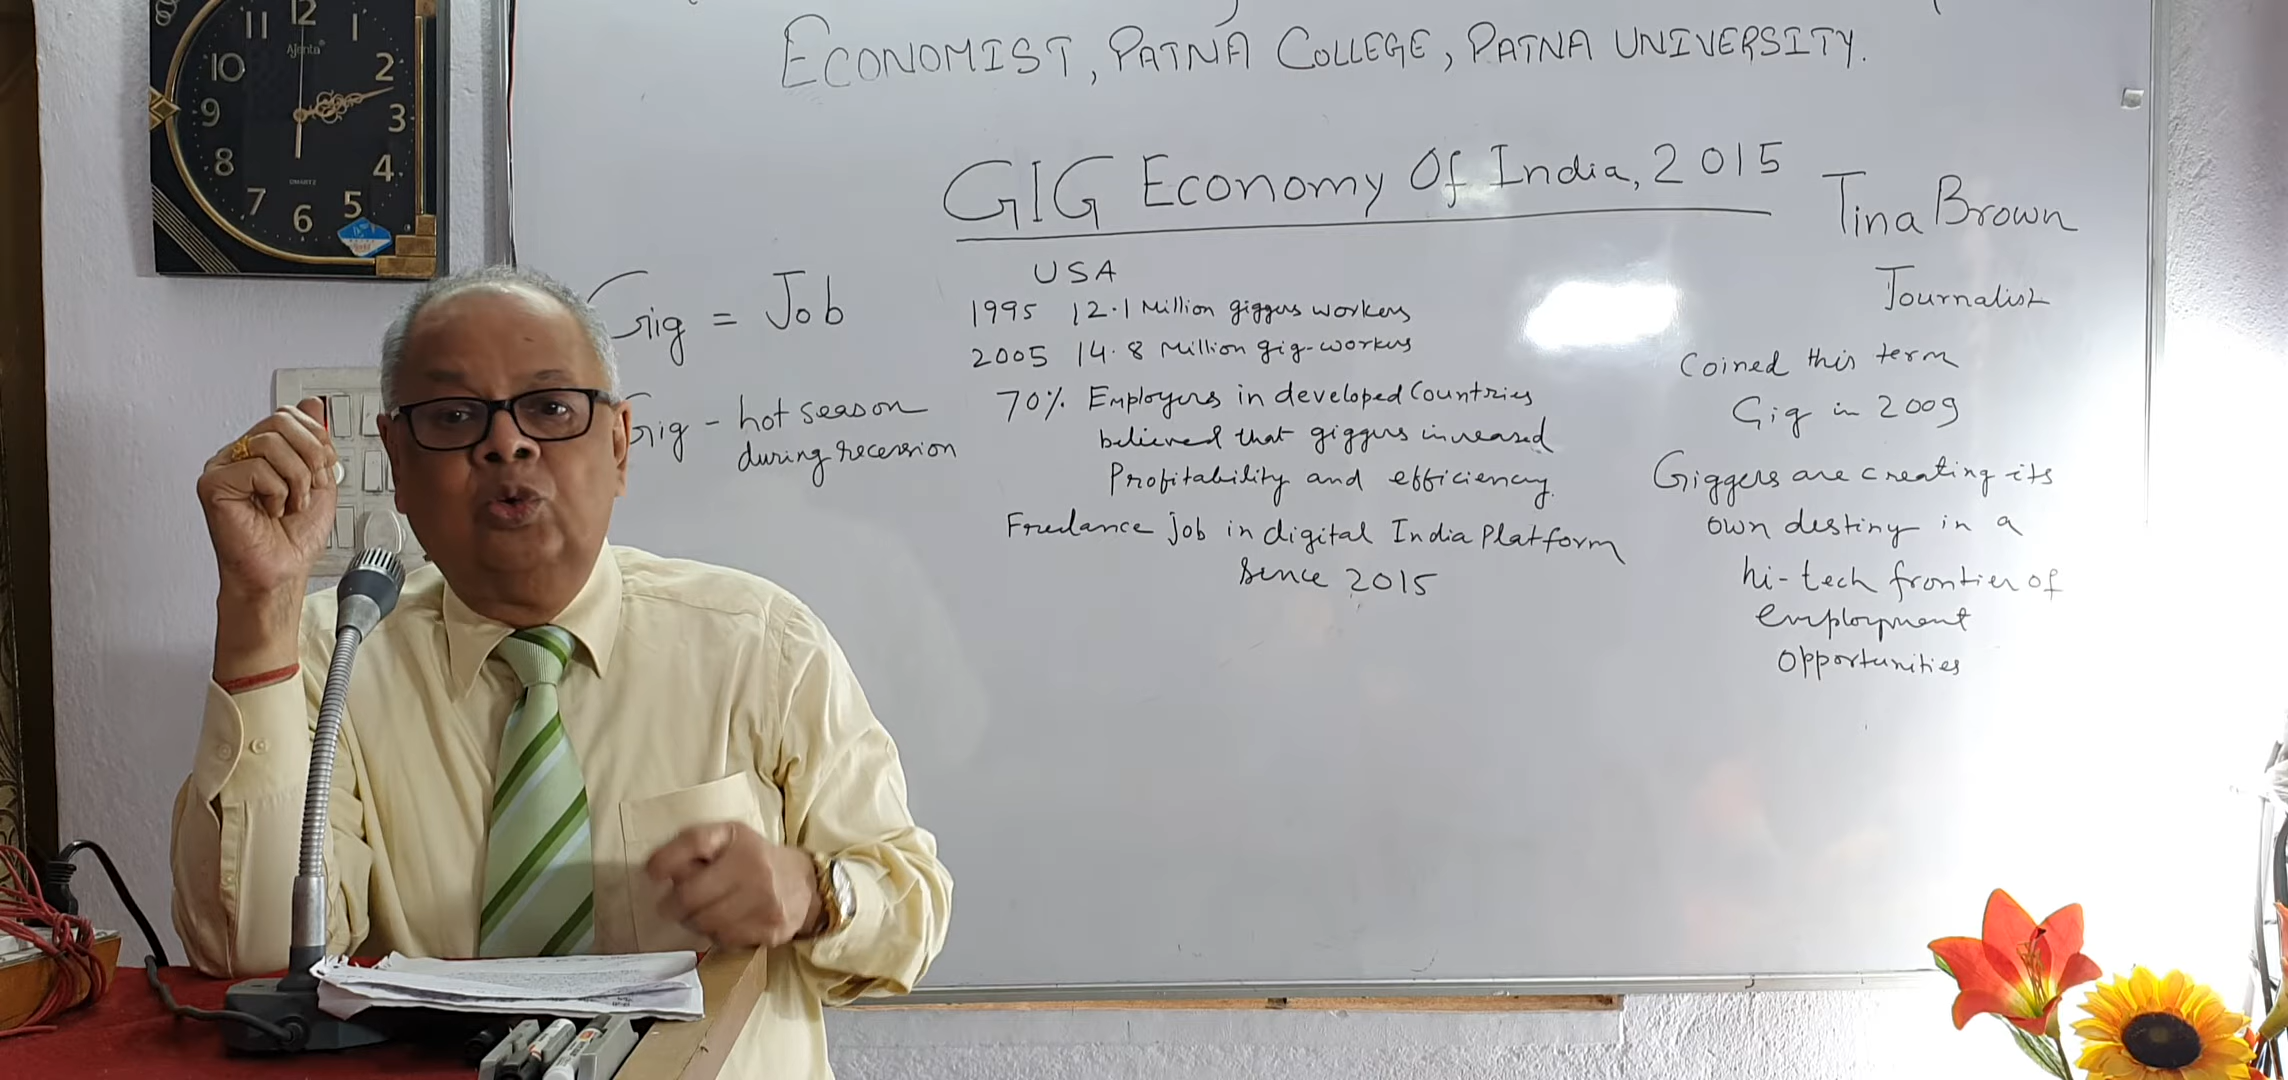 ECONOMIST, PATNA COLLEGE, PATNA UNIVERSITY.
GIG Economy Of India, 2015
Gig = Job
Gig - hot season
during recession
USA
1995 12.1 Million giggers workers
2005 14.8 Million gig-workers
70% Employers in developed Countries
believed that giggers increased
Profitability and efficiency.
Freelance job in digital India Platform
Since 2015
Tina Brown
Journalist
Coined this term
Gig in 2009
Giggers are creating its
own destiny in a
hi-tech frontier of
employment
opportunities
11 12 1
Ajanta
10 2
9 3
8 4
QUARTZ
7 6 5